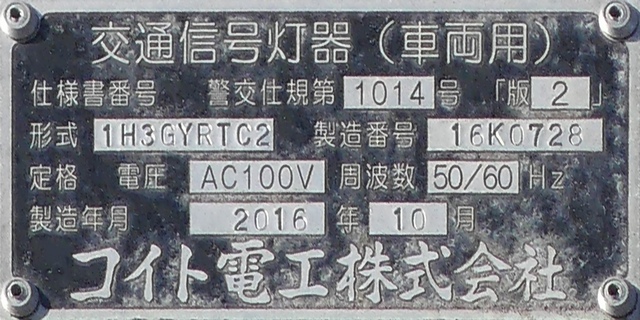 交通信号灯器（車両用）
仕様書番号 警交仕規第 1014 号 「版 2 」
形式 1H3GYRTC2 製造番号 16K0728
定格 電圧 AC100V 周波数 50/60 Hz
製造年月 2016 年 10 月
コイト電工株式会社